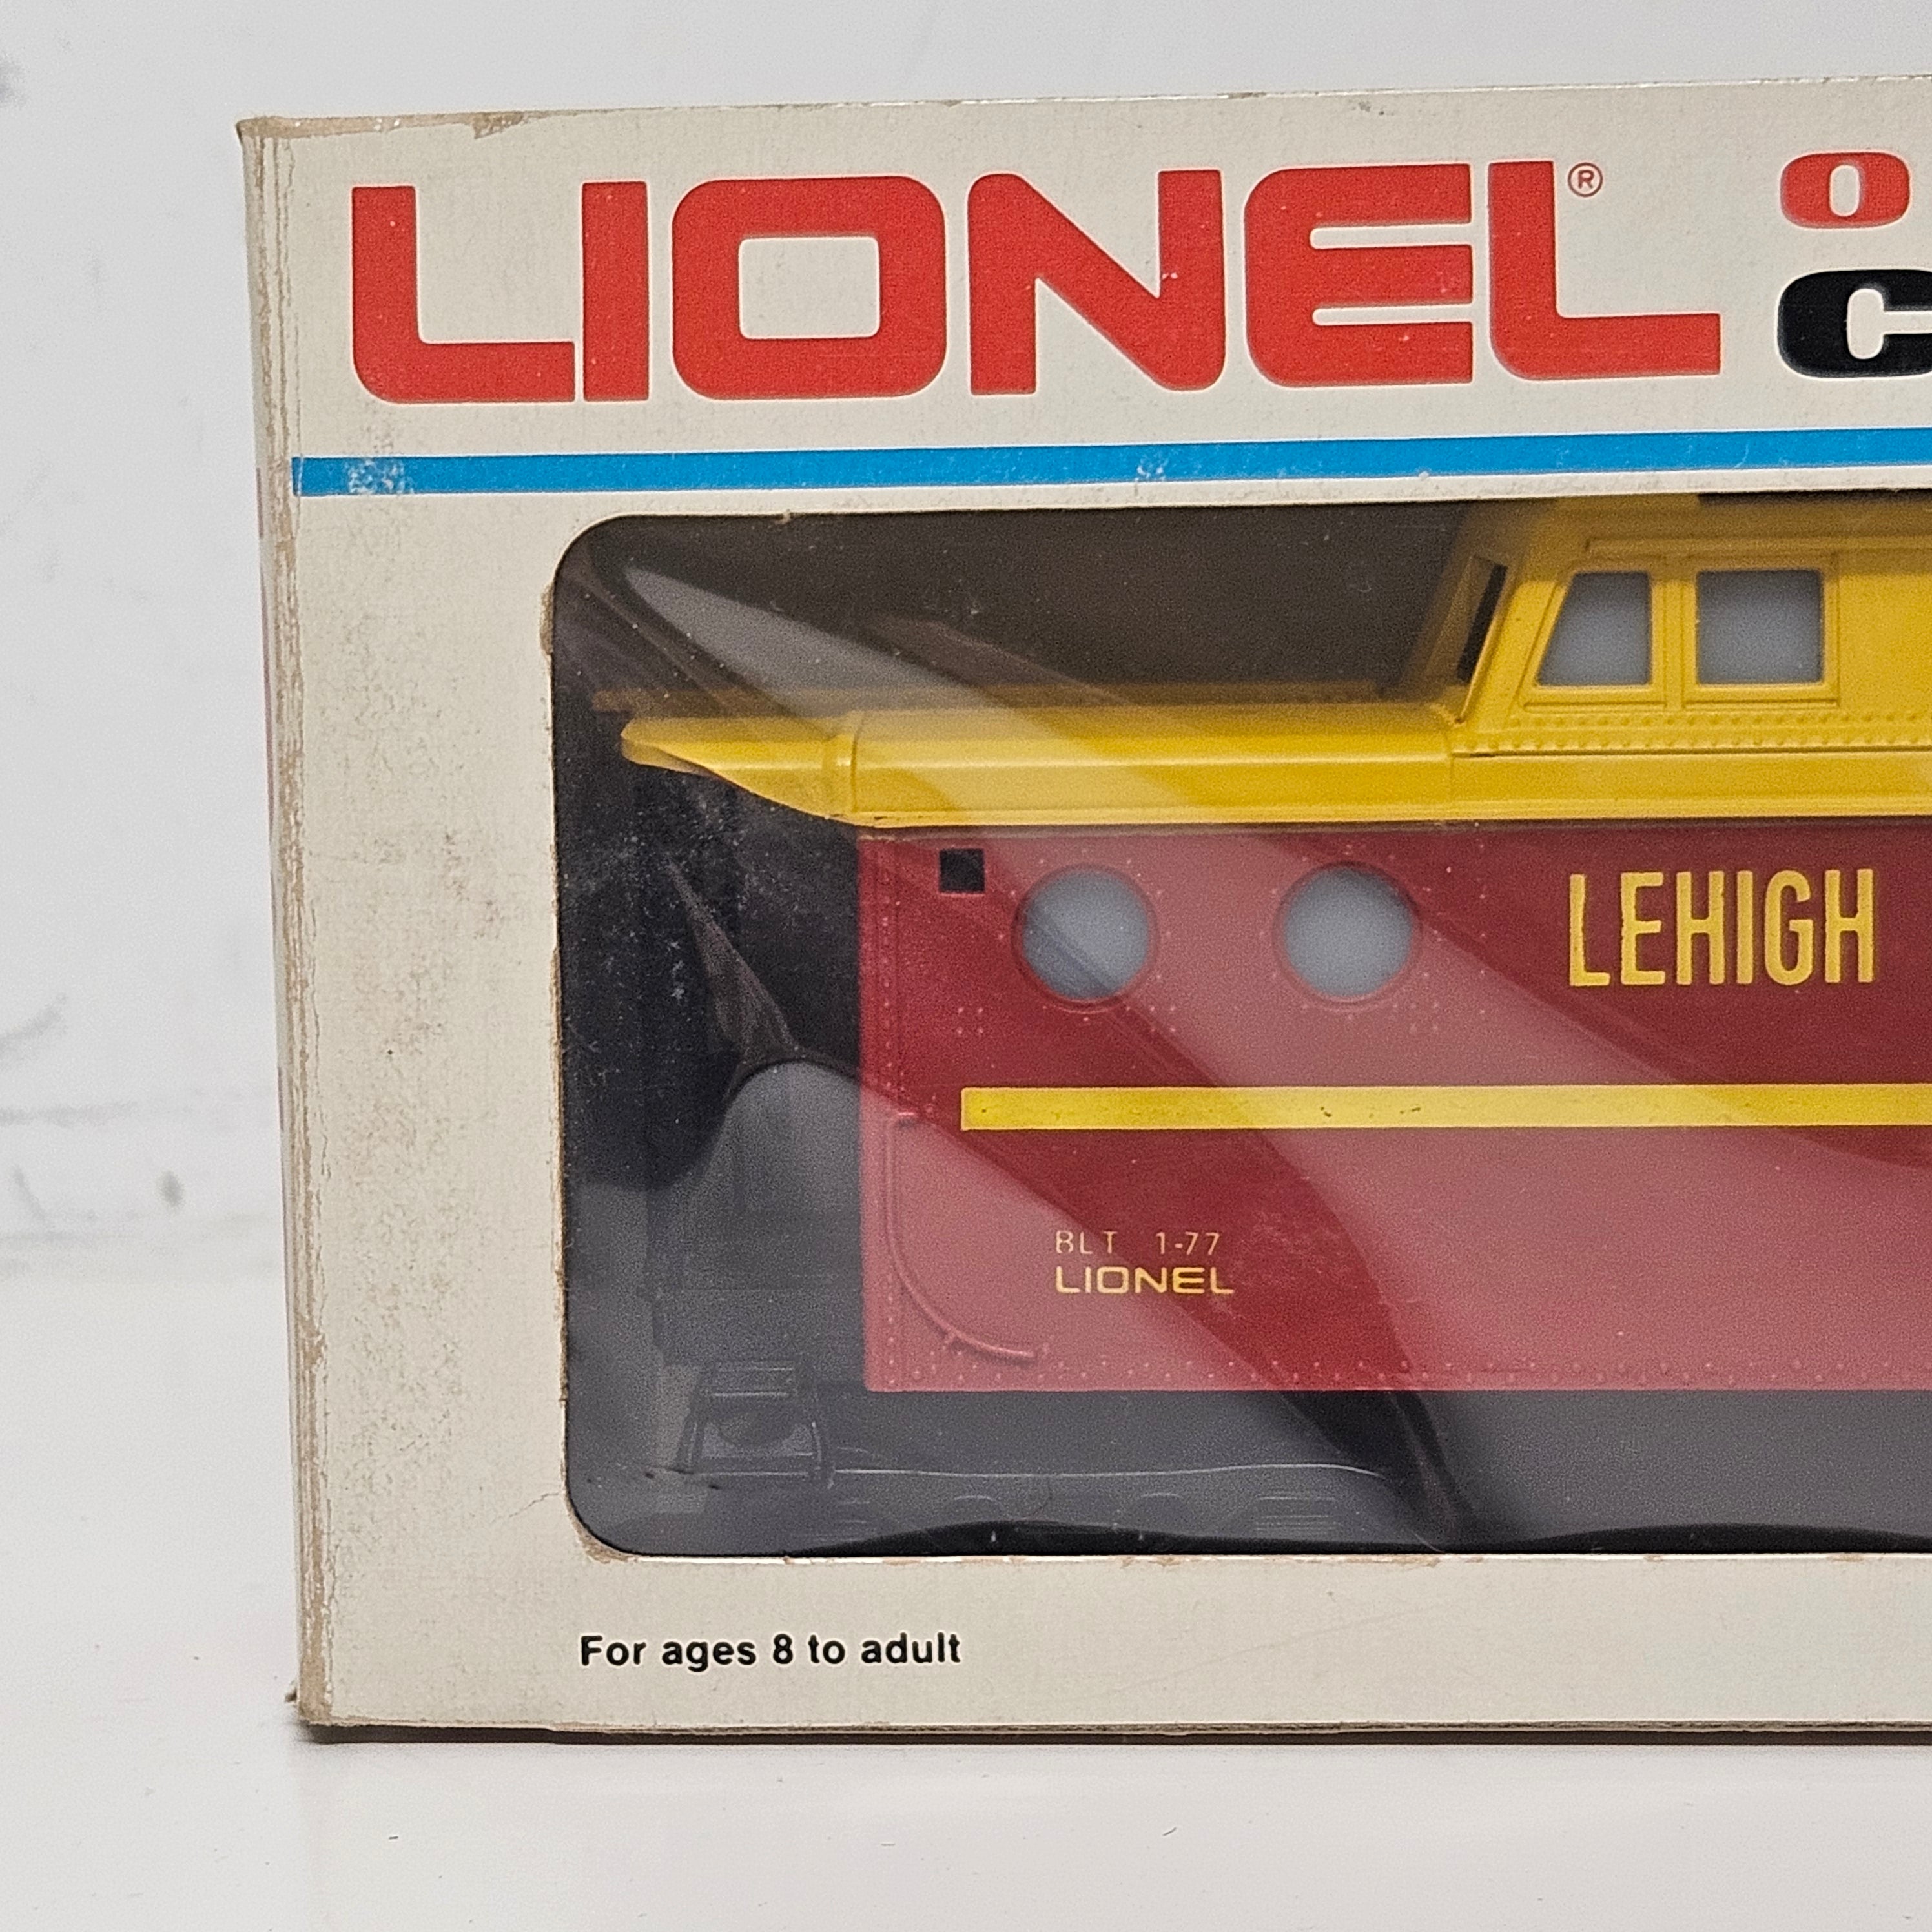 LIONEL® O
C
LEHIGH
BLT 1-77
LIONEL
For ages 8 to adult